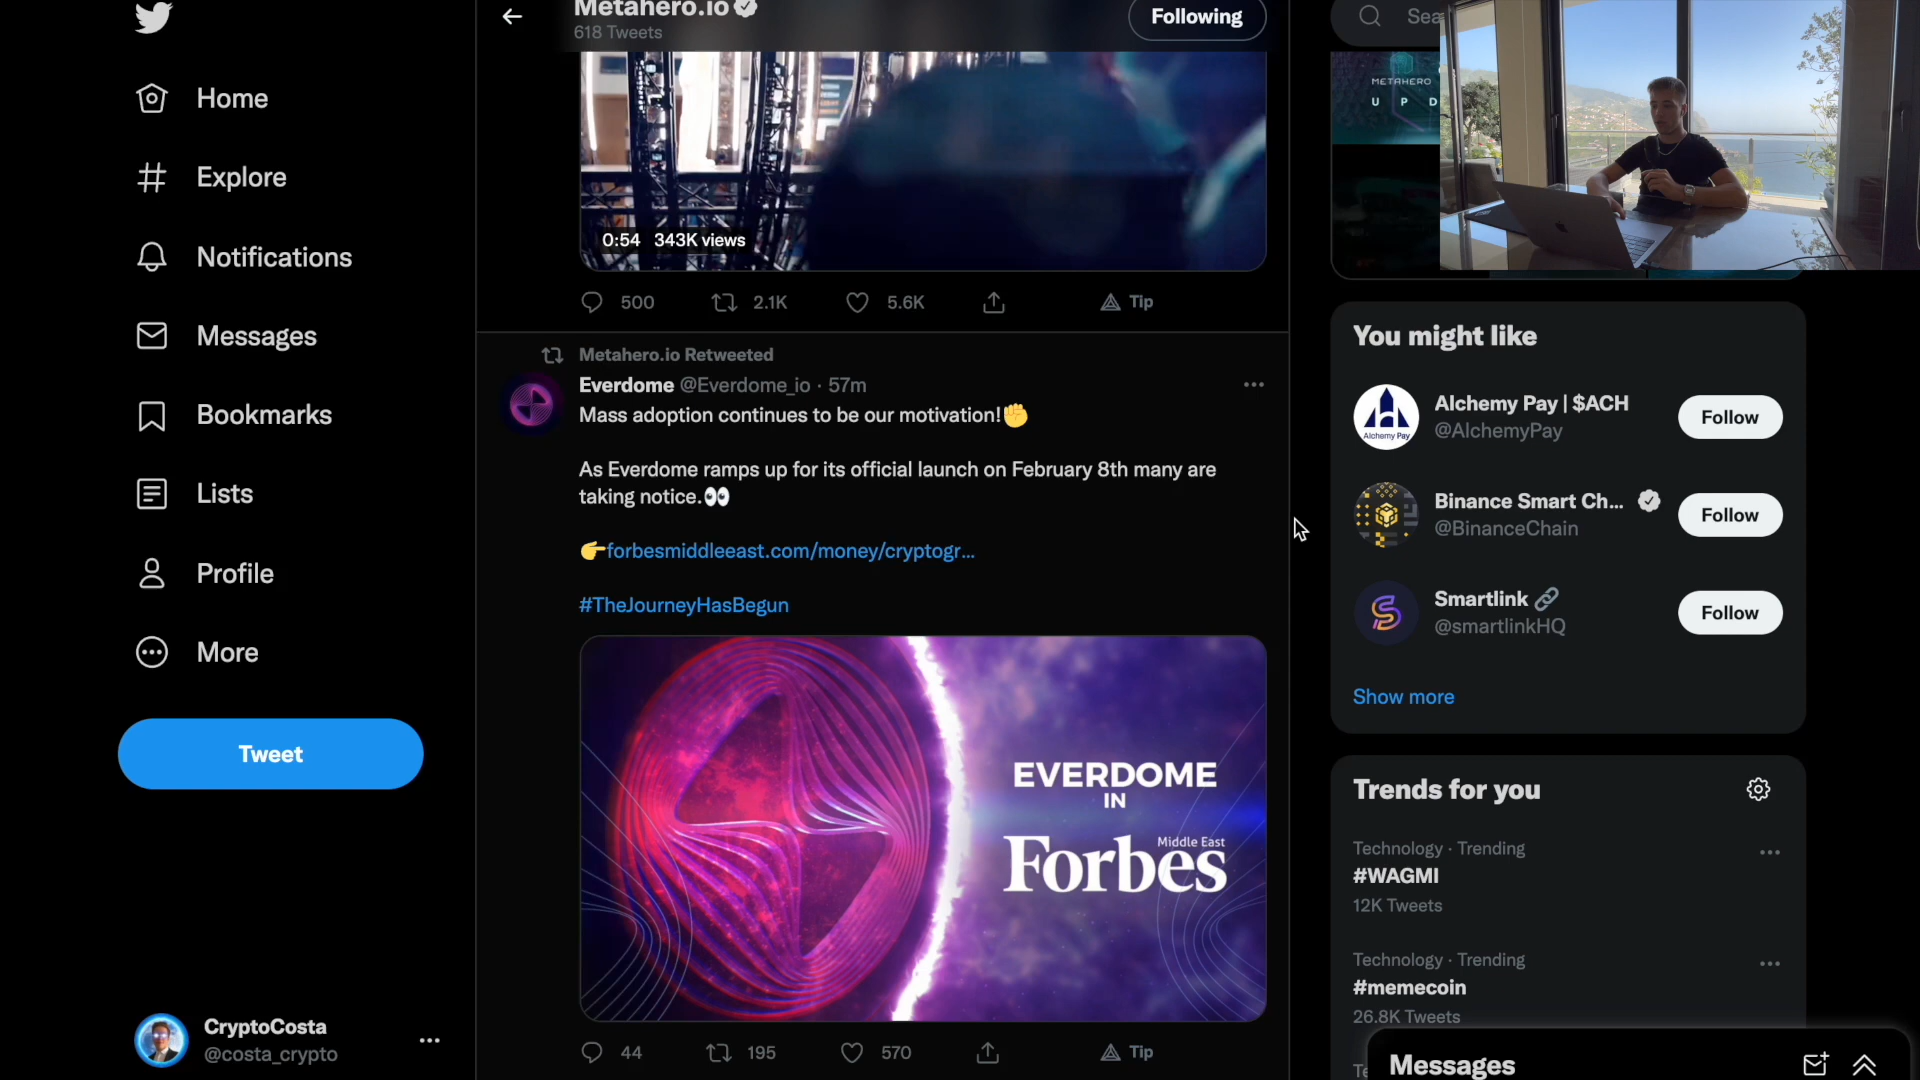 Home
Explore
Notifications
Messages
Bookmarks
Lists
Profile
More
Tweet
CryptoCosta
@costa_crypto
Metahero.io
618 Tweets
Following
0:54 343K views
500 2.1K 5.6K Tip
Metahero.io Retweeted
Everdome @Everdome_io · 57m
Mass adoption continues to be our motivation!✊
As Everdome ramps up for its official launch on February 8th many are
taking notice.👀
👉forbesmiddleeast.com/money/cryptogr...
#TheJourneyHasBegun
EVERDOME
IN
Middle East
Forbes
44 195 570 Tip
Sea
METAHERO
U P D
You might like
Alchemy Pay | $ACH
@AlchemyPay
Alchemy Pay
Follow
Binance Smart Ch...
@BinanceChain
Follow
Smartlink 🔗
@smartlinkHQ
Follow
Show more
Trends for you
Technology · Trending
#WAGMI
12K Tweets
Technology · Trending
#memecoin
26.8K Tweets
Te
Messages